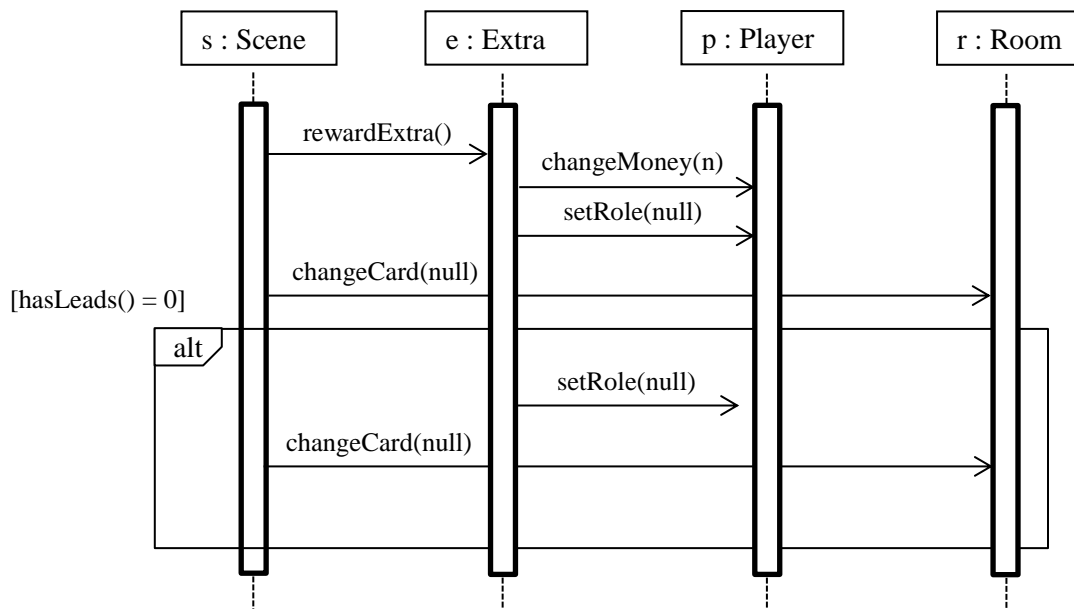 s : Scene
e : Extra
p : Player
r : Room
rewardExtra()
changeMoney(n)
setRole(null)
changeCard(null)
[hasLeads() = 0]
alt
setRole(null)
changeCard(null)